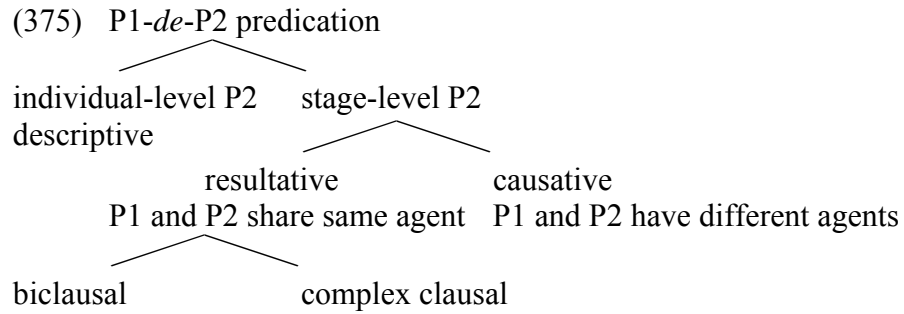 (375) P1-de-P2 predication
individual-level P2 stage-level P2
descriptive
resultative causative
P1 and P2 share same agent P1 and P2 have different agents
biclausal complex clausal